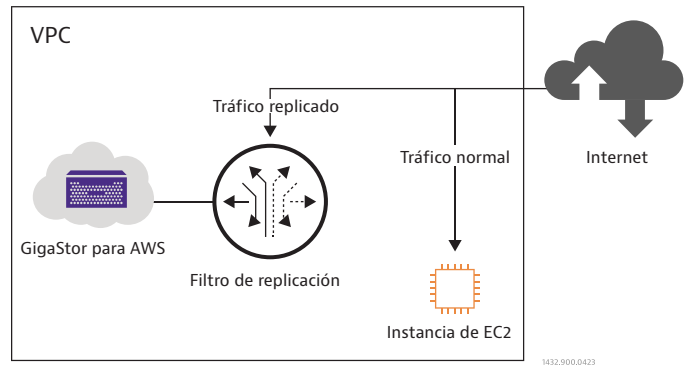 VPC
Tráfico replicado
Tráfico normal
Internet
GigaStor para AWS
Filtro de replicación
Instancia de EC2
1432.900.0423